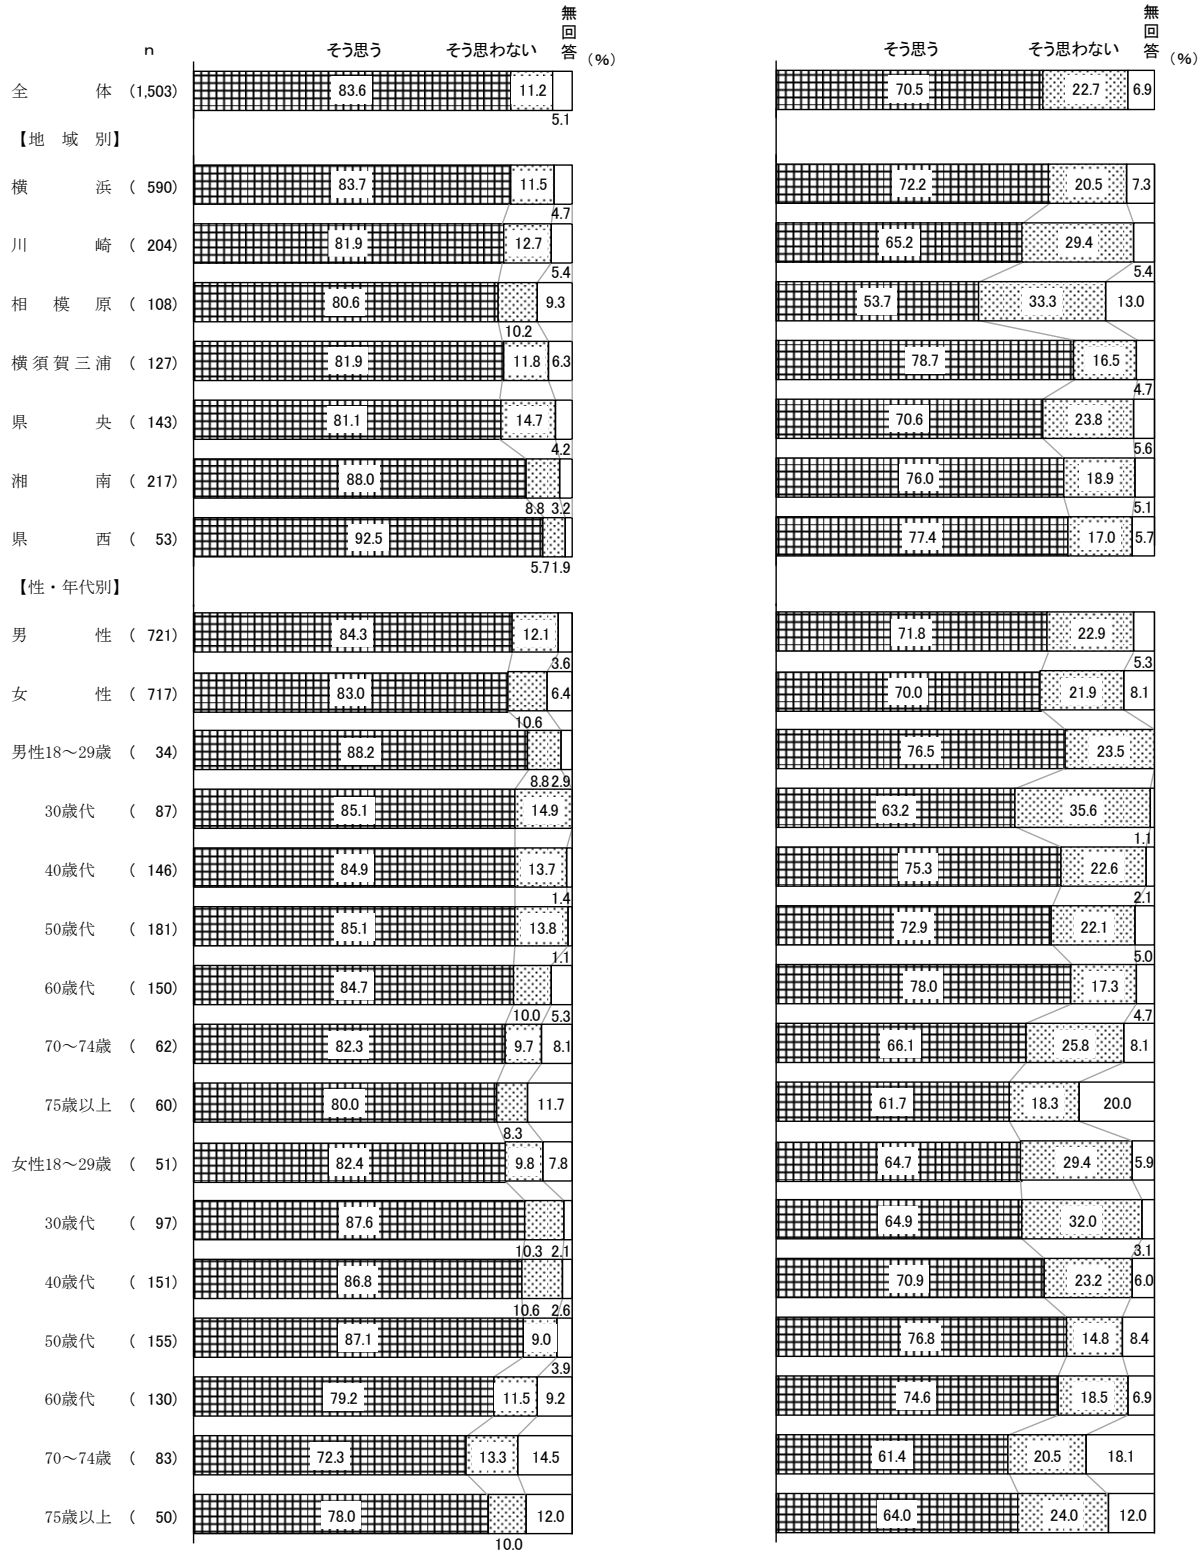 無 無
回 回
n そう思う そう思わない 答 (%) そう思う そう思わない 答 (%)
全 体 (1,503) 83.6 11.2 70.5 22.7 6.9
5.1
【地 域 別】
横 浜 ( 590) 83.7 11.5 72.2 20.5 7.3
4.7
川 崎 ( 204) 81.9 12.7 65.2 29.4
5.4 5.4
相 模 原 ( 108) 80.6 9.3 53.7 33.3 13.0
10.2
横須賀三浦 ( 127) 81.9 11.8 6.3 78.7 16.5
4.7
県 央 ( 143) 81.1 14.7 70.6 23.8
4.2 5.6
湘 南 ( 217) 88.0 76.0 18.9
8.8 3.2 5.1
県 西 ( 53) 92.5 77.4 17.0 5.7
5.7 1.9
【性・年代別】
男 性 ( 721) 84.3 12.1 71.8 22.9
3.6 5.3
女 性 ( 717) 83.0 6.4 70.0 21.9 8.1
10.6
男性18～29歳 ( 34) 88.2 76.5 23.5
8.8 2.9
30歳代 ( 87) 85.1 14.9 63.2 35.6
1.1
40歳代 ( 146) 84.9 13.7 75.3 22.6
1.4 2.1
50歳代 ( 181) 85.1 13.8 72.9 22.1
1.1 5.0
60歳代 ( 150) 84.7 78.0 17.3
10.0 5.3 4.7
70～74歳 ( 62) 82.3 9.7 8.1 66.1 25.8 8.1
75歳以上 ( 60) 80.0 11.7 61.7 18.3 20.0
8.3
女性18～29歳 ( 51) 82.4 9.8 7.8 64.7 29.4 5.9
30歳代 ( 97) 87.6 64.9 32.0
10.3 2.1 3.1
40歳代 ( 151) 86.8 70.9 23.2 6.0
10.6 2.6
50歳代 ( 155) 87.1 9.0 76.8 14.8 8.4
3.9
60歳代 ( 130) 79.2 11.5 9.2 74.6 18.5 6.9
70～74歳 ( 83) 72.3 13.3 14.5 61.4 20.5 18.1
75歳以上 ( 50) 78.0 12.0 64.0 24.0 12.0
10.0